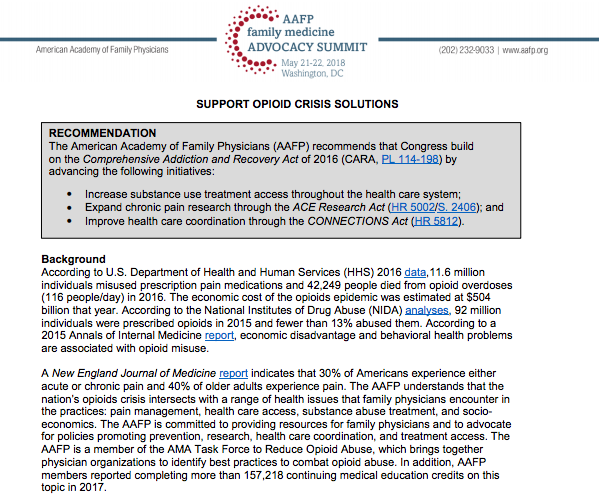 AAFP
family medicine
ADVOCACY SUMMIT
American Academy of Family Physicians
(202) 232-9033 | www.aafp.org
May 21-22, 2018
Washington, DC
SUPPORT OPIOID CRISIS SOLUTIONS
RECOMMENDATION
The American Academy of Family Physicians (AAFP) recommends that Congress build
on the Comprehensive Addiction and Recovery Act of 2016 (CARA, PL 114-198) by
advancing the following initiatives:
• Increase substance use treatment access throughout the health care system;
• Expand chronic pain research through the ACE Research Act (HR 5002/S. 2406); and
• Improve health care coordination through the CONNECTIONS Act (HR 5812).
Background
According to U.S. Department of Health and Human Services (HHS) 2016 data,11.6 million
individuals misused prescription pain medications and 42,249 people died from opioid overdoses
(116 people/day) in 2016. The economic cost of the opioids epidemic was estimated at $504
billion that year. According to the National Institutes of Drug Abuse (NIDA) analyses, 92 million
individuals were prescribed opioids in 2015 and fewer than 13% abused them. According to a
2015 Annals of Internal Medicine report, economic disadvantage and behavioral health problems
are associated with opioid misuse.
A New England Journal of Medicine report indicates that 30% of Americans experience either
acute or chronic pain and 40% of older adults experience pain. The AAFP understands that the
nation's opioids crisis intersects with a range of health issues that family physicians encounter in
the practices: pain management, health care access, substance abuse treatment, and socio-
economics. The AAFP is committed to providing resources for family physicians and to advocate
for policies promoting prevention, research, health care coordination, and treatment access. The
AAFP is a member of the AMA Task Force to Reduce Opioid Abuse, which brings together
physician organizations to identify best practices to combat opioid abuse. In addition, AAFP
members reported completing more than 157,218 continuing medical education credits on this
topic in 2017.